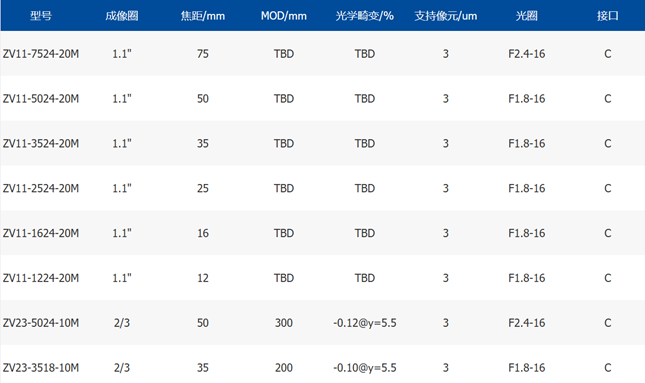 型号 成像圈 焦距/mm MOD/mm 光学畸变/% 支持像元/um 光圈 接口
ZV11-7524-20M 1.1" 75 TBD TBD 3 F2.4-16 C
ZV11-5024-20M 1.1" 50 TBD TBD 3 F1.8-16 C
ZV11-3524-20M 1.1" 35 TBD TBD 3 F1.8-16 C
ZV11-2524-20M 1.1" 25 TBD TBD 3 F1.8-16 C
ZV11-1624-20M 1.1" 16 TBD TBD 3 F1.8-16 C
ZV11-1224-20M 1.1" 12 TBD TBD 3 F1.8-16 C
ZV23-5024-10M 2/3 50 300 -0.12@y=5.5 3 F2.4-16 C
ZV23-3518-10M 2/3 35 200 -0.10@y=5.5 3 F1.8-16 C